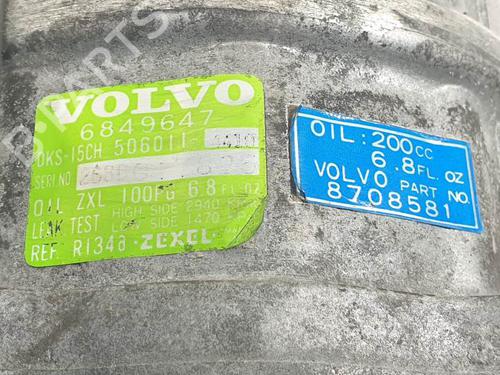 VOLVO
6849647
DKS-15CH 506011-
SERI NO
OIL ZXL 100PG 6.8 FL. OZ
LEAK TEST HIGH SIDE 2940
LOW SIDE 1470
REF. R134a · ZEXEL
OIL:200cc
6.8FL.OZ
VOLVO PART NO.
8708581
B-PARTS